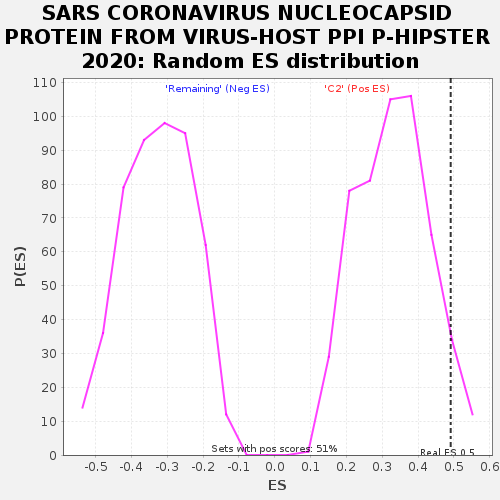 SARS CORONAVIRUS NUCLEOCAPSID
PROTEIN FROM VIRUS-HOST PPI P-HIPSTER
2020: Random ES distribution
'Remaining' (Neg ES)
'C2' (Pos ES)
110
100
90
80
70
60
50
40
30
20
10
0
P(ES)
Sets with pos scores: 51%
Real ES 0.5
-0.5 -0.4 -0.3 -0.2 -0.1 0.0 0.1 0.2 0.3 0.4 0.5 0.6
ES